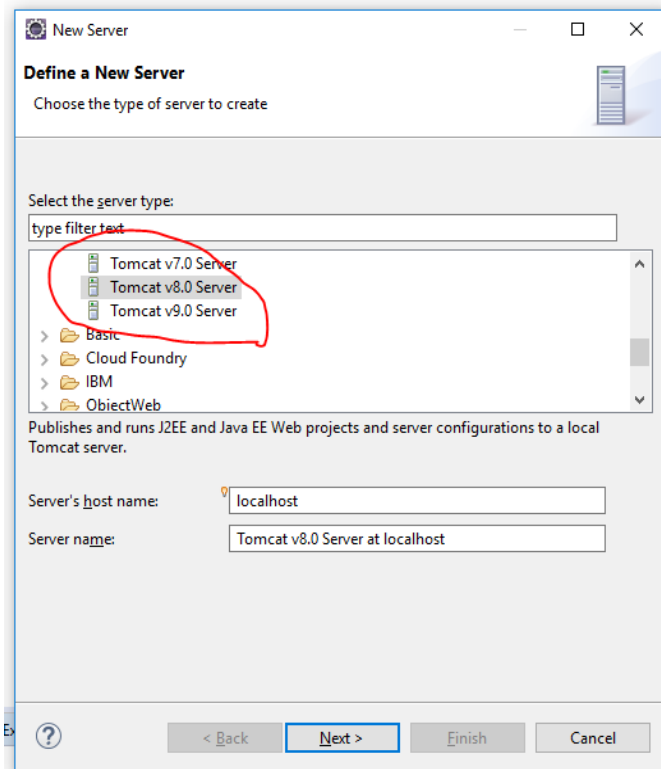 New Server
Define a New Server
Choose the type of server to create
Select the server type:
type filter text
Tomcat v7.0 Server
Tomcat v8.0 Server
Tomcat v9.0 Server
Basic
Cloud Foundry
IBM
ObjectWeb
Publishes and runs J2EE and Java EE Web projects and server configurations to a local
Tomcat server.
Server's host name: localhost
Server name: Tomcat v8.0 Server at localhost
Ex
? < Back Next > Finish Cancel